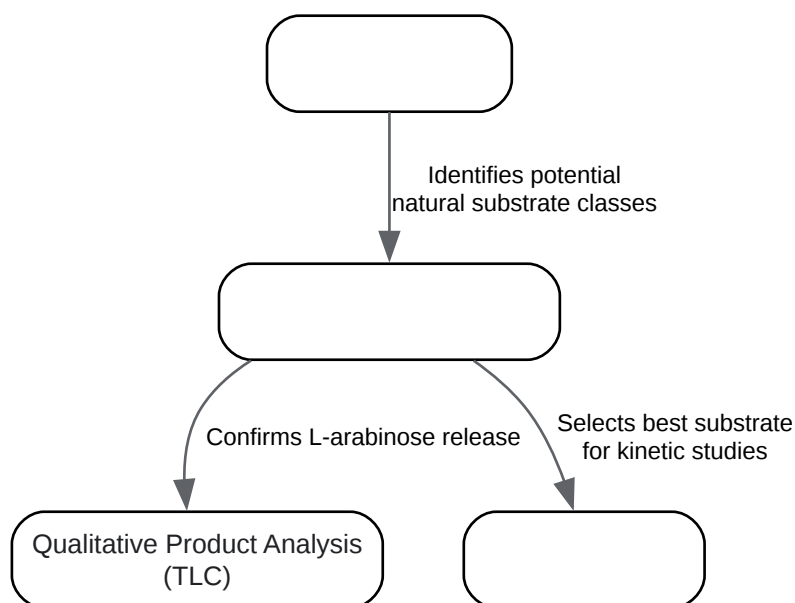 Identifies potential
natural substrate classes
Confirms L-arabinose release
Selects best substrate
for kinetic studies
Qualitative Product Analysis
(TLC)